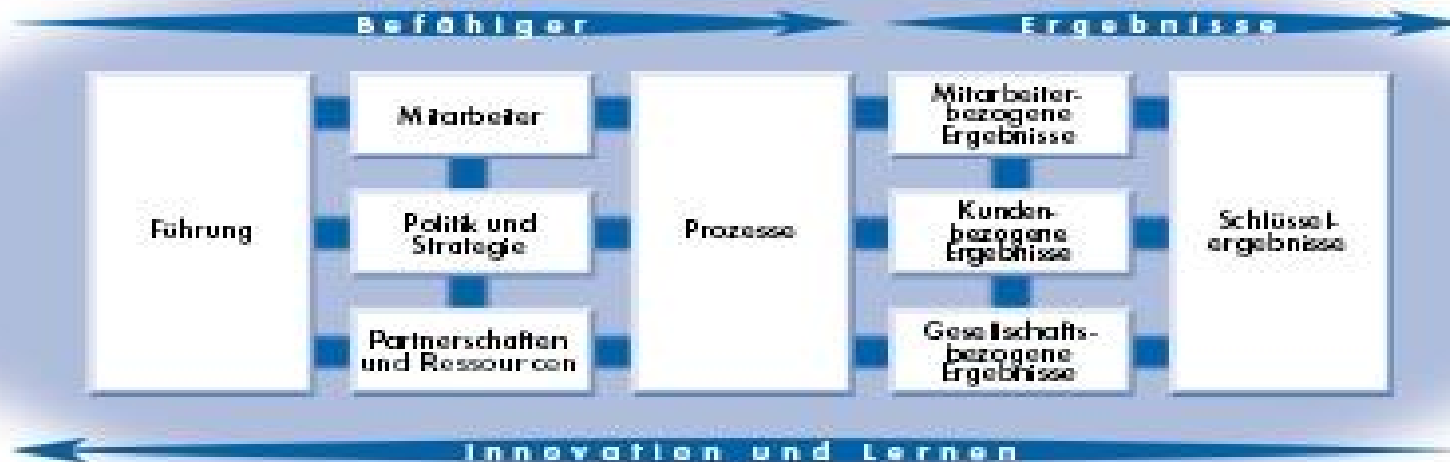 Befähiger
Ergebnisse
Führung
Mitarbeiter
Politik und
Strategie
Partnerschaften
und Ressourcen
Prozesse
Mitarbeiter-
bezogene
Ergebnisse
Kunden-
bezogene
Ergebnisse
Gesellschafts-
bezogene
Ergebnisse
Schlüssel-
ergebnisse
Innovation und Lernen